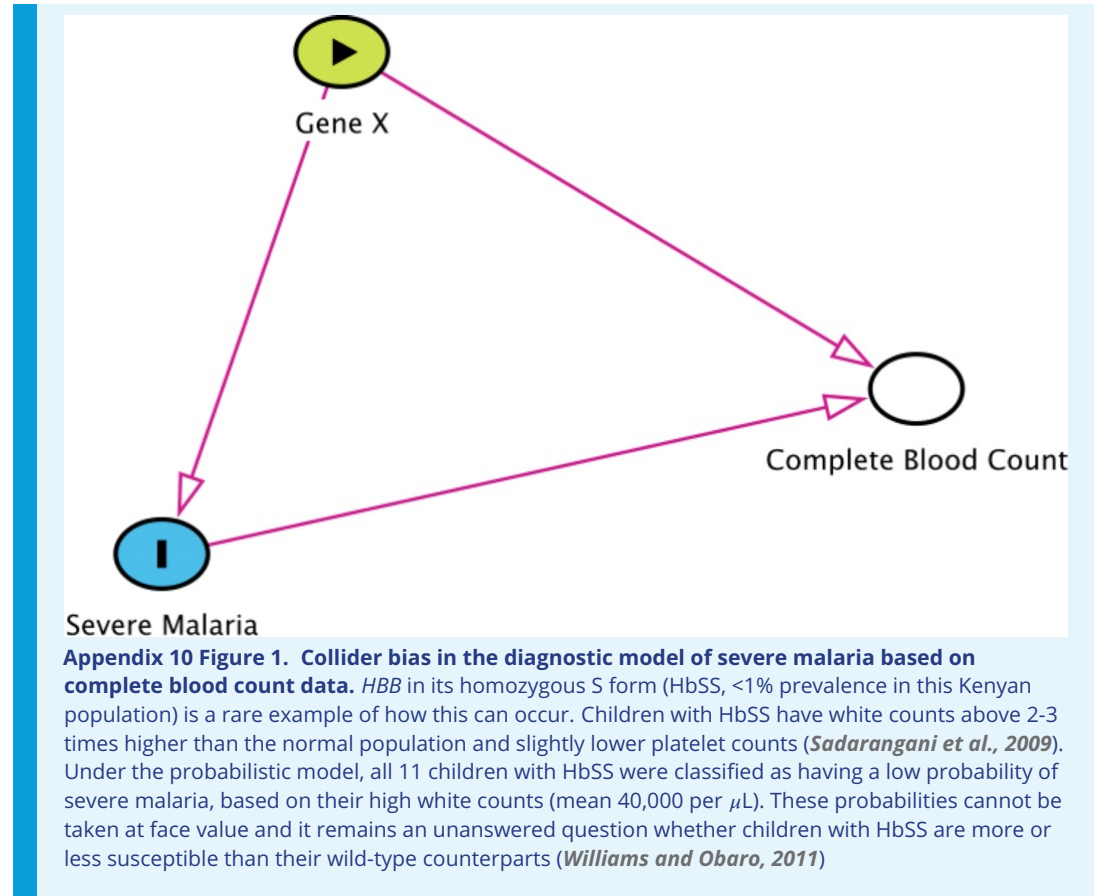 Gene X
Complete Blood Count
Severe Malaria
Appendix 10 Figure 1. Collider bias in the diagnostic model of severe malaria based on
complete blood count data. HBB in its homozygous S form (HbSS, <1% prevalence in this Kenyan
population) is a rare example of how this can occur. Children with HbSS have white counts above 2-3
times higher than the normal population and slightly lower platelet counts (Sadarangani et al., 2009).
Under the probabilistic model, all 11 children with HbSS were classified as having a low probability of
severe malaria, based on their high white counts (mean 40,000 per μL). These probabilities cannot be
taken at face value and it remains an unanswered question whether children with HbSS are more or
less susceptible than their wild-type counterparts (Williams and Obaro, 2011)